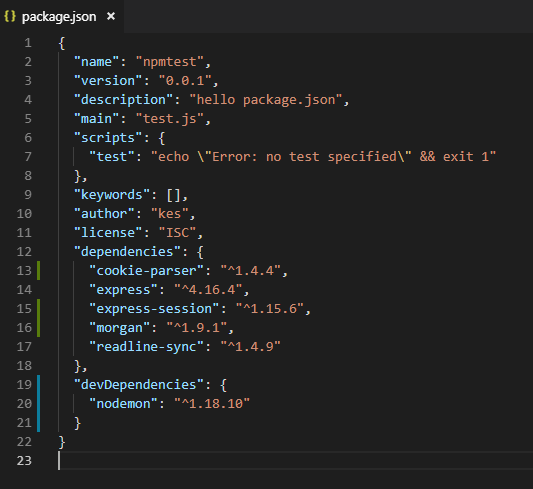 {} package.json ×
1 {
2 "name": "npmtest",
3 "version": "0.0.1",
4 "description": "hello package.json",
5 "main": "test.js",
6 "scripts": {
7 "test": "echo \"Error: no test specified\" && exit 1"
8 },
9 "keywords": [],
10 "author": "kes",
11 "license": "ISC",
12 "dependencies": {
13 "cookie-parser": "^1.4.4",
14 "express": "^4.16.4",
15 "express-session": "^1.15.6",
16 "morgan": "^1.9.1",
17 "readline-sync": "^1.4.9"
18 },
19 "devDependencies": {
20 "nodemon": "^1.18.10"
21 }
22 }
23